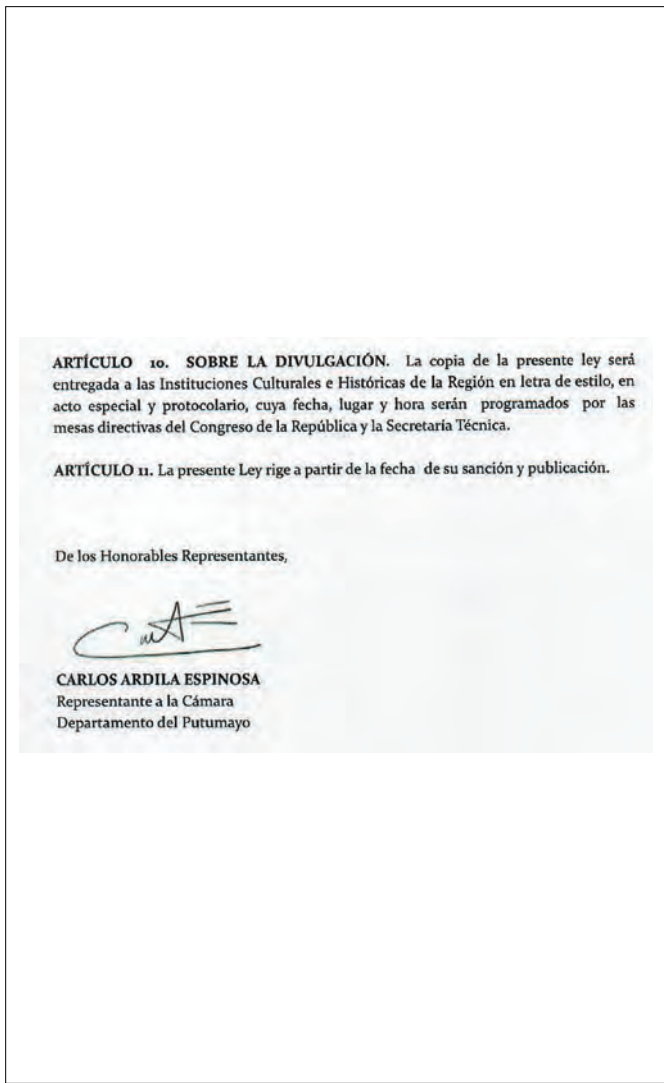 ARTÍCULO 10. SOBRE LA DIVULGACIÓN. La copia de la presente ley será
entregada a las Instituciones Culturales e Históricas de la Región en letra de estilo, en
acto especial y protocolario, cuya fecha, lugar y hora serán programados por las
mesas directivas del Congreso de la República y la Secretaría Técnica.
ARTÍCULO 11. La presente Ley rige a partir de la fecha de su sanción y publicación.
De los Honorables Representantes,
CARLOS ARDILA ESPINOSA
Representante a la Cámara
Departamento del Putumayo